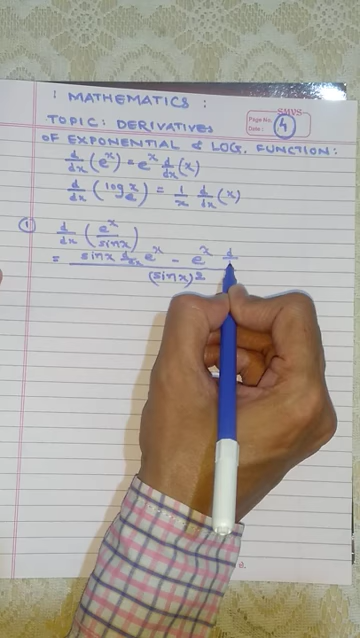 : MATHEMATICS :
SMVS
Page No. 4
Date :
TOPIC: DERIVATIVES
OF EXPONENTIAL & LOG. FUNCTION:
d/dx (e^x) = e^x d/dx (x)
d/dx (log_e x) = 1/x d/dx (x)
① d/dx (e^x / sinx)
= sinx d/dx e^x - e^x d
(sinx)^2